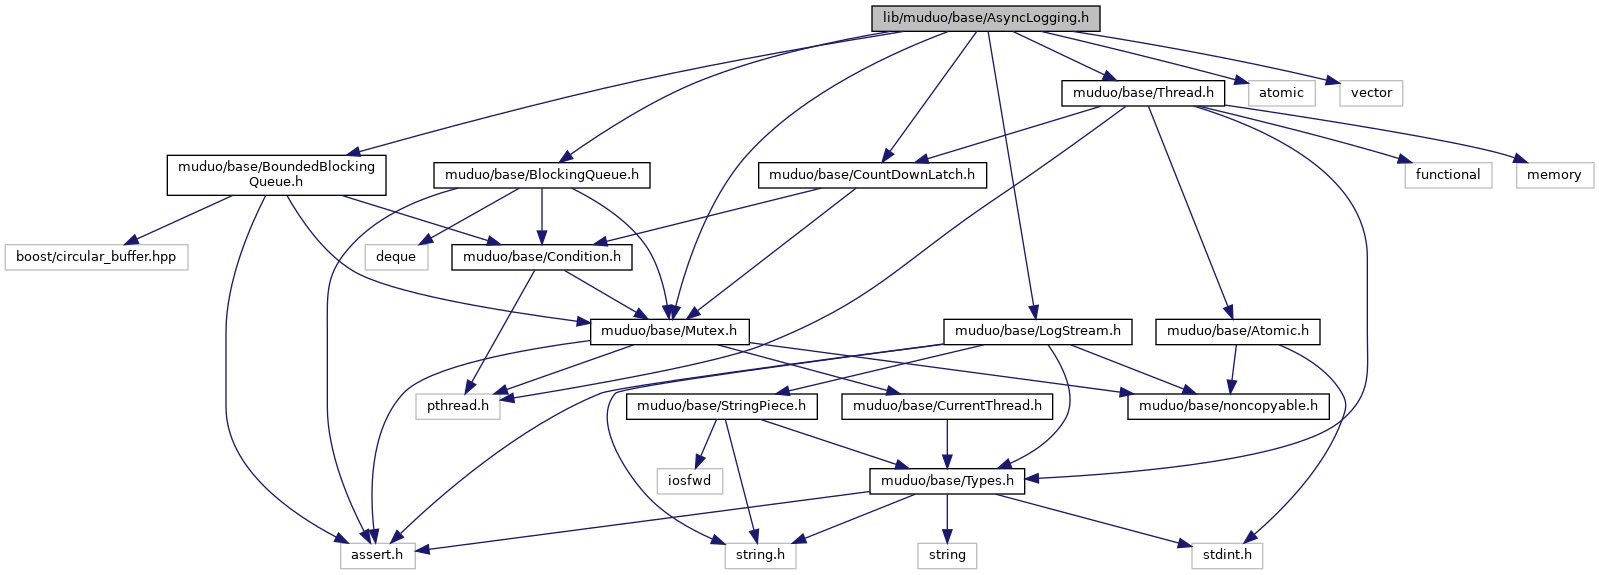 lib/muduo/base/AsyncLogging.h
muduo/base/Thread.h
atomic
vector
muduo/base/BoundedBlocking
Queue.h
muduo/base/BlockingQueue.h
muduo/base/CountDownLatch.h
functional
memory
boost/circular_buffer.hpp
deque
muduo/base/Condition.h
muduo/base/Mutex.h
muduo/base/LogStream.h
muduo/base/Atomic.h
pthread.h
muduo/base/StringPiece.h
muduo/base/CurrentThread.h
muduo/base/noncopyable.h
iosfwd
muduo/base/Types.h
assert.h
string.h
string
stdint.h